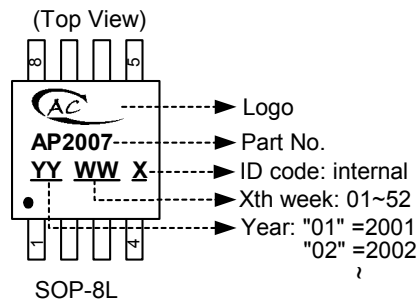 (Top View)
8 5
AC
Logo
AP2007 Part No.
YY WW X ID code: internal
Xth week: 01~52
Year: "01" =2001
"02" =2002
~
1 4
SOP-8L